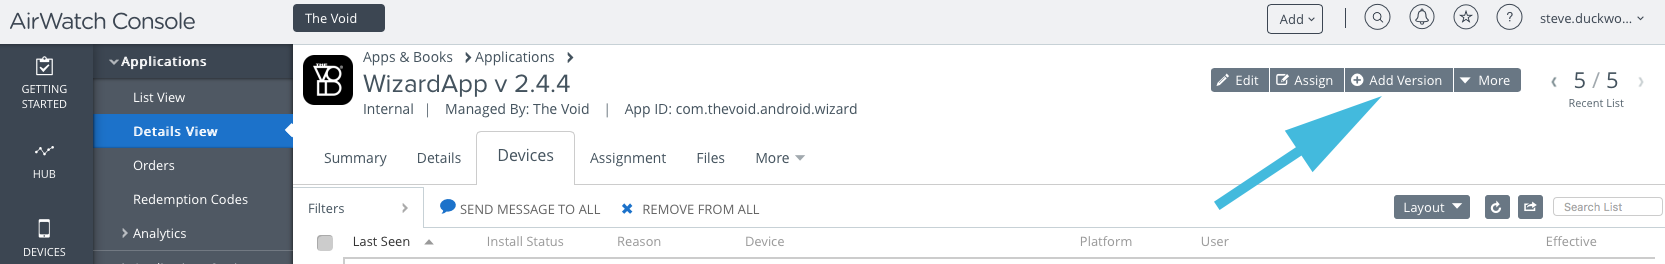 AirWatch Console
The Void
Add
?
steve.duckwo...
GETTING
STARTED
HUB
DEVICES
Applications
List View
Details View
Orders
Redemption Codes
Analytics
THE
VOID
Apps & Books > Applications >
WizardApp v 2.4.4
Internal | Managed By: The Void | App ID: com.thevoid.android.wizard
Edit Assign Add Version More
5 / 5
Recent List
Summary Details Devices Assignment Files More
Filters > SEND MESSAGE TO ALL REMOVE FROM ALL Layout Search List
Last Seen Install Status Reason Device Platform User Effective